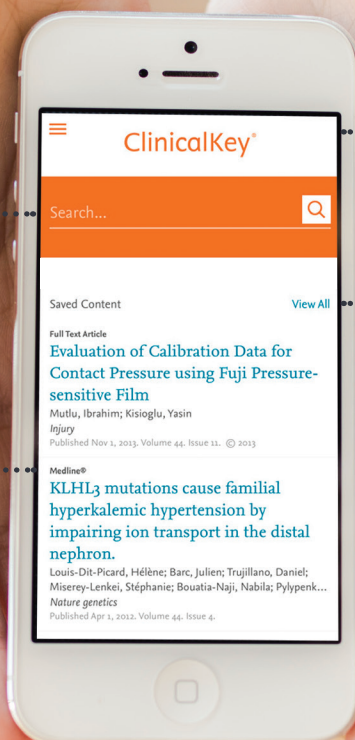 ClinicalKey®
Search...
Saved Content View All
Full Text Article
Evaluation of Calibration Data for
Contact Pressure using Fuji Pressure-
sensitive Film
Mutlu, Ibrahim; Kisioglu, Yasin
Injury
Published Nov 1, 2013. Volume 44. Issue 11. © 2013
Medline®
KLHL3 mutations cause familial
hyperkalemic hypertension by
impairing ion transport in the distal
nephron.
Louis-Dit-Picard, Hélène; Barc, Julien; Trujillano, Daniel;
Miserey-Lenkei, Stéphanie; Bouatia-Naji, Nabila; Pylypenk...
Nature genetics
Published Apr 1, 2012. Volume 44. Issue 4.